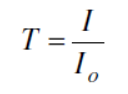 T = I / I_o